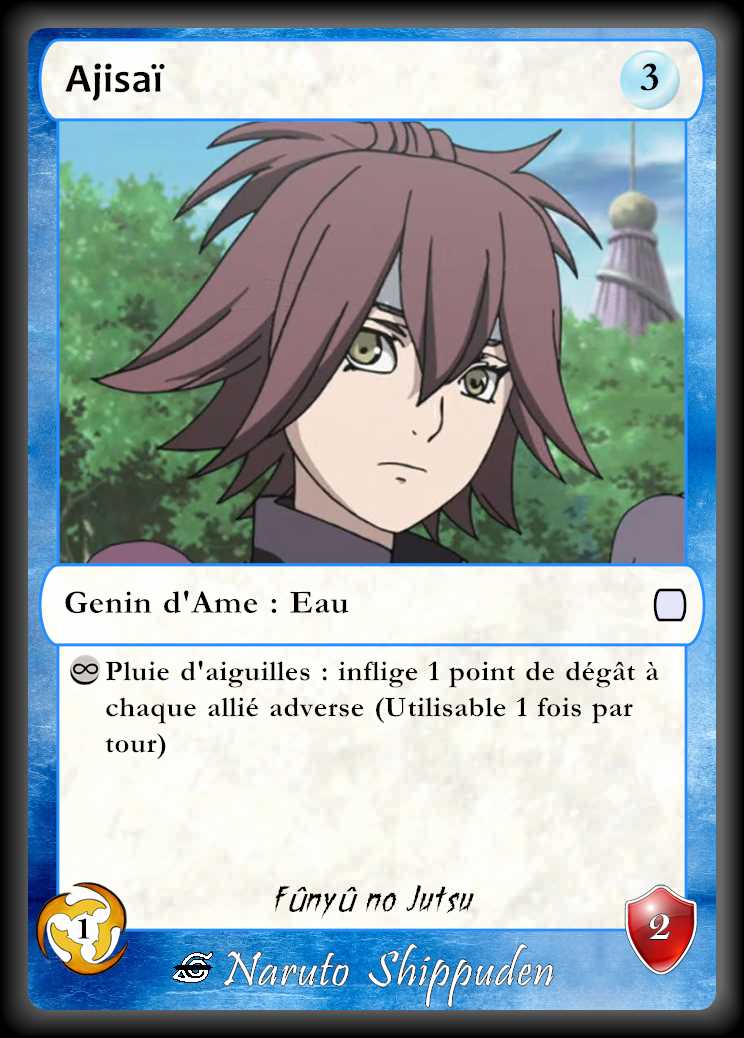 Ajisaï
3
Genin d'Ame : Eau
∞ Pluie d'aiguilles : inflige 1 point de dégât à
chaque allié adverse (Utilisable 1 fois par
tour)
Fûnyû no Jutsu
1
2
Naruto Shippuden